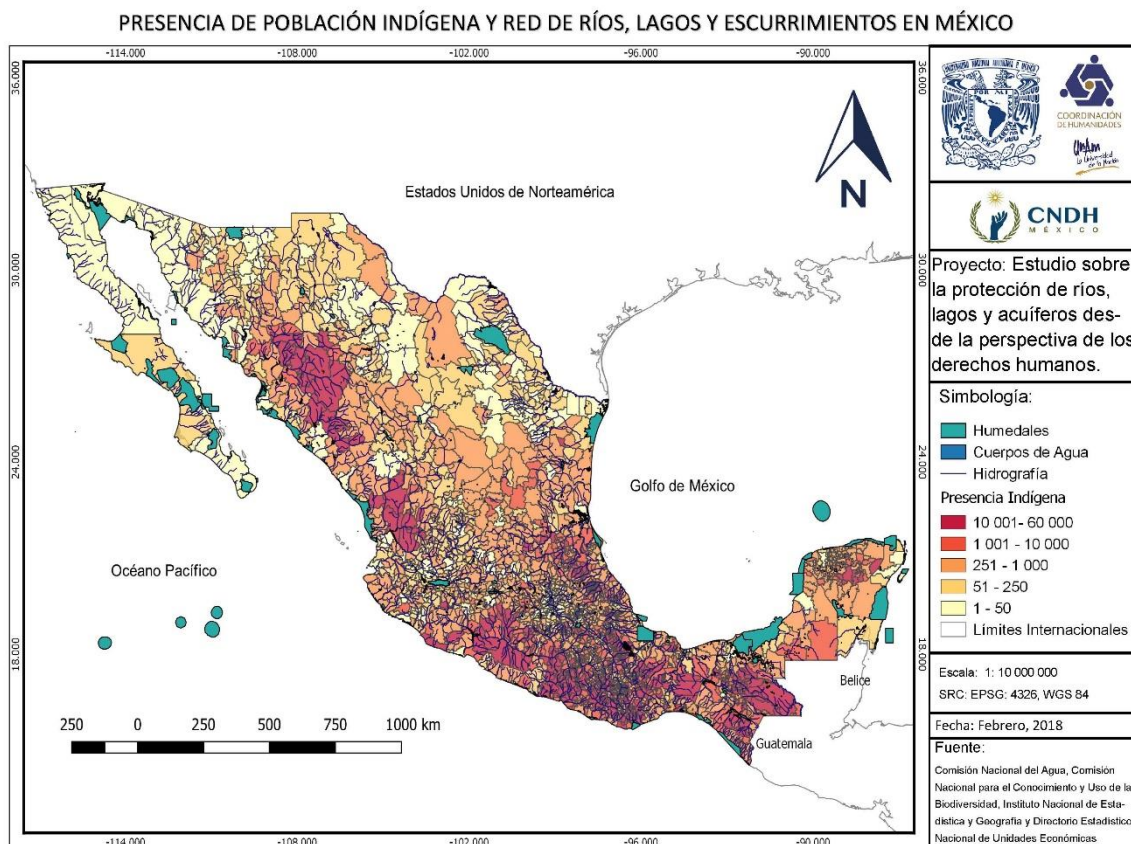 PRESENCIA DE POBLACIÓN INDÍGENA Y RED DE RÍOS, LAGOS Y ESCURRIMIENTOS EN MÉXICO
-114.000
-108.000
-102.000
-96.000
-90.000
36.000
30.000
24.000
18.000
36.000
30.000
24.000
18.000
Estados Unidos de Norteamérica
N
Golfo de México
Océano Pacífico
Belice
Guatemala
250 0 250 500 750 1000 km
-114.000
-108.000
-102.000
-96.000
-90.000
COORDINACIÓN
DE HUMANIDADES
UNAM
La Universidad
de la Nación
CNDH
MÉXICO
Proyecto: Estudio sobre
la protección de ríos,
lagos y acuíferos des-
de la perspectiva de los
derechos humanos.
Simbología:
Humedales
Cuerpos de Agua
Hidrografía
Presencia Indígena
10 001- 60 000
1 001 - 10 000
251 - 1 000
51 - 250
1 - 50
Límites Internacionales
Escala: 1: 10 000 000
SRC: EPSG: 4326, WGS 84
Fecha: Febrero, 2018
Fuente:
Comisión Nacional del Agua, Comisión
Nacional para el Conocimiento y Uso de la
Biodiversidad, Instituto Nacional de Esta-
dística y Geografía y Directorio Estadístico
Nacional de Unidades Económicas